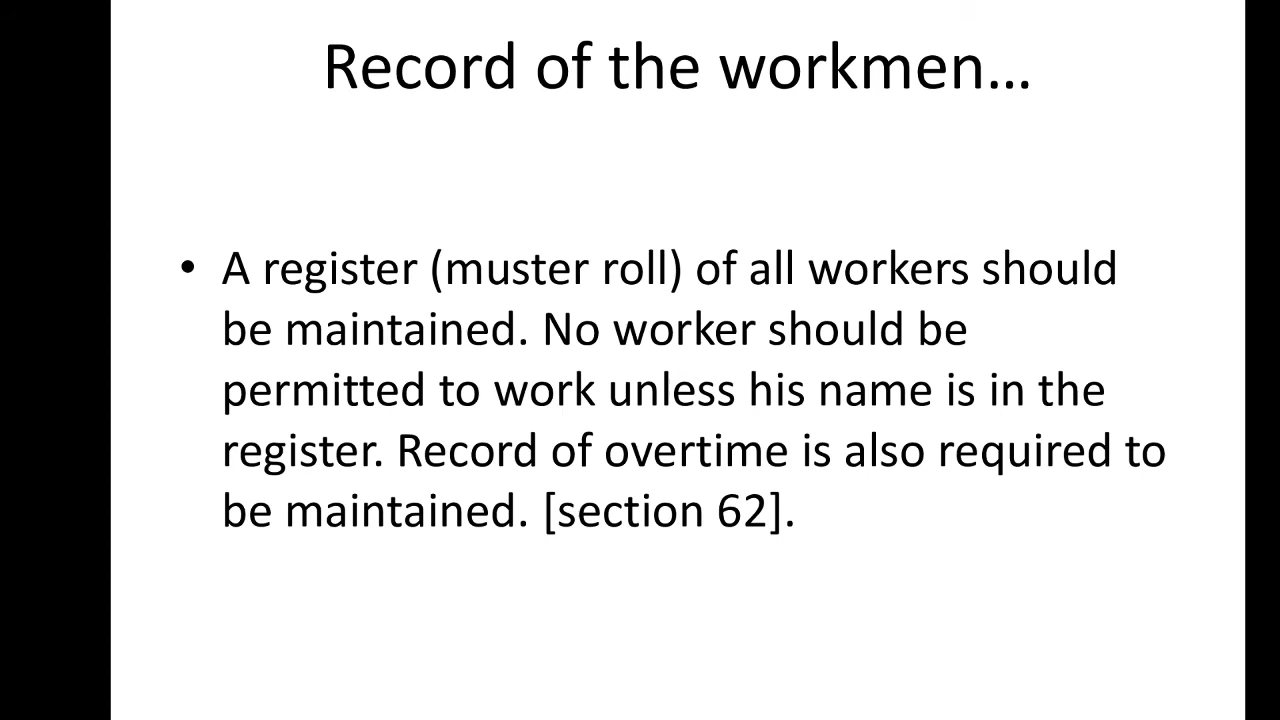 Record of the workmen...
• A register (muster roll) of all workers should
be maintained. No worker should be
permitted to work unless his name is in the
register. Record of overtime is also required to
be maintained. [section 62].